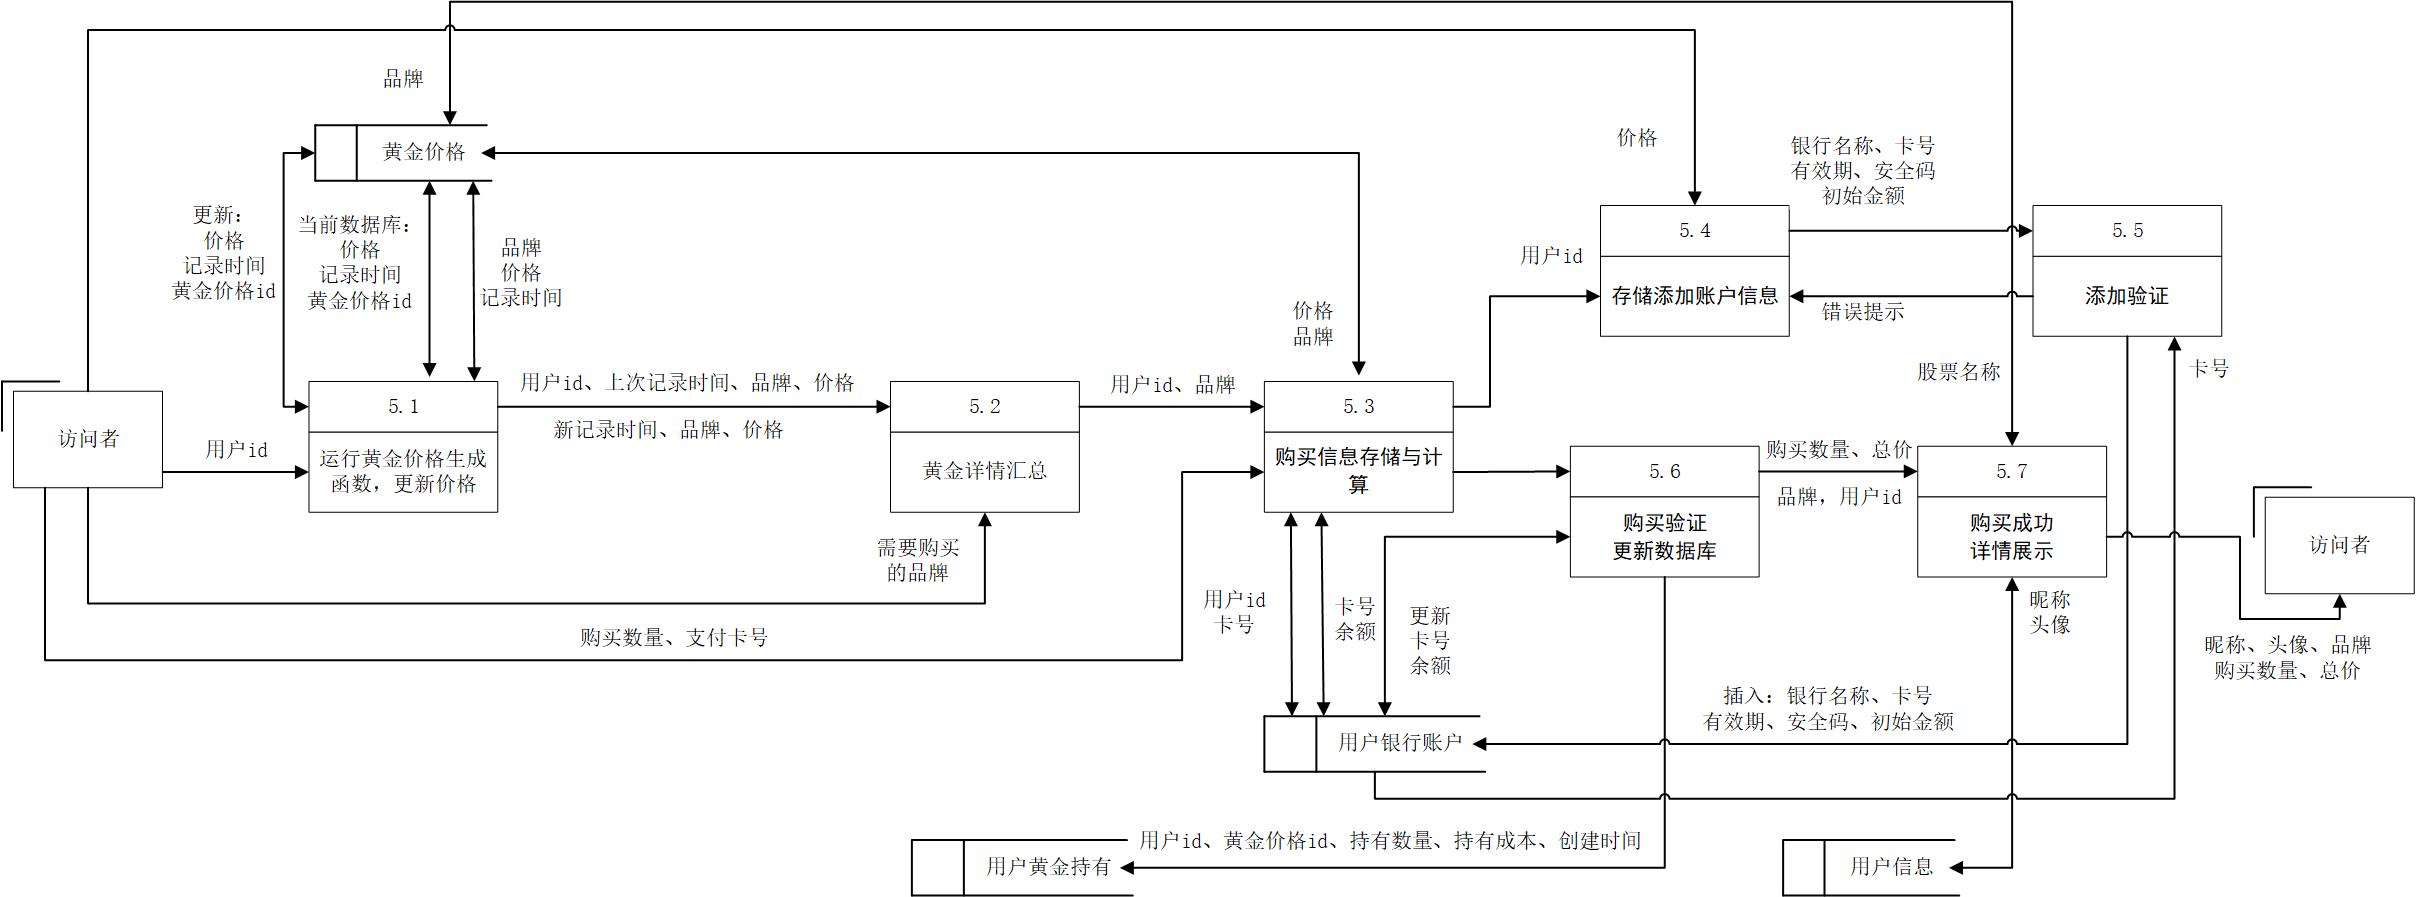 品牌
黄金价格
更新：
价格
记录时间
黄金价格id
当前数据库：
价格
记录时间
黄金价格id
品牌
价格
记录时间
访问者
用户id
5.1
运行黄金价格生成
函数，更新价格
用户id、上次记录时间、品牌、价格
新记录时间、品牌、价格
5.2
黄金详情汇总
需要购买
的品牌
购买数量、支付卡号
用户id、品牌
价格
品牌
5.3
购买信息存储与计
算
用户id
价格
5.4
存储添加账户信息
银行名称、卡号
有效期、安全码
初始金额
错误提示
5.5
添加验证
卡号
股票名称
5.6
购买验证
更新数据库
购买数量、总价
品牌，用户id
5.7
购买成功
详情展示
访问者
昵称、头像、品牌
购买数量、总价
昵称
头像
用户id
卡号
卡号
余额
更新
卡号
余额
插入：银行名称、卡号
有效期、安全码、初始金额
用户银行账户
用户id、黄金价格id、持有数量、持有成本、创建时间
用户黄金持有
用户信息